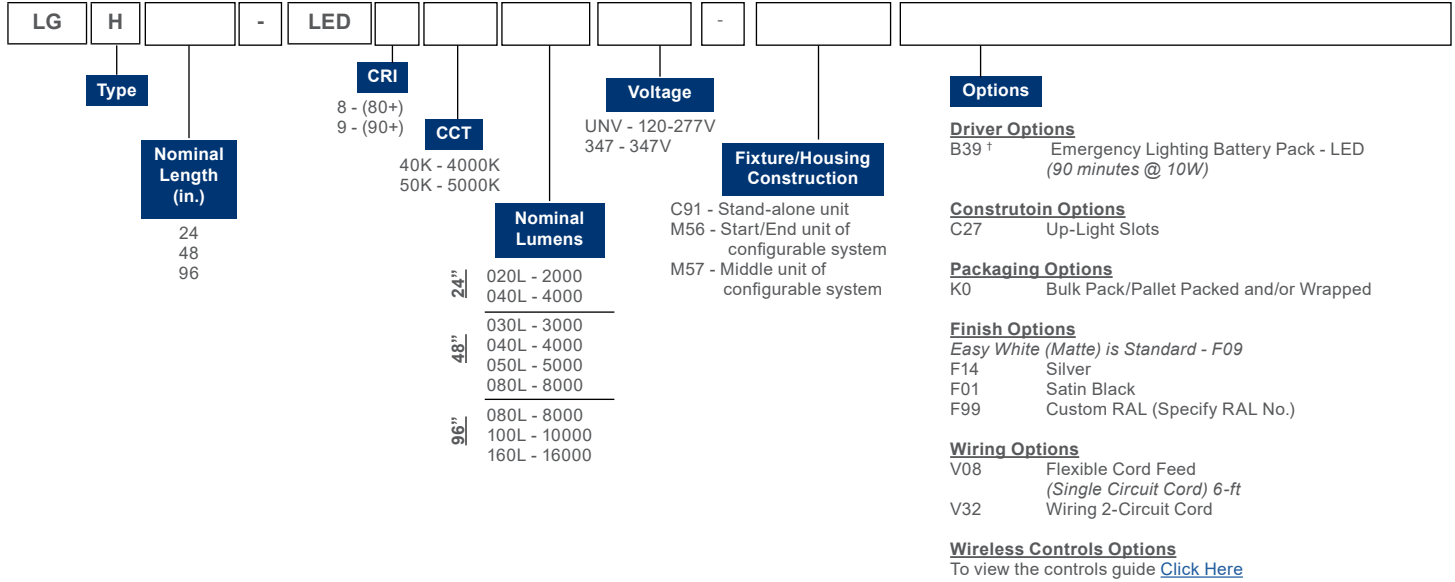 LG H - LED -
Type
Nominal
Length
(in.)
24
48
96
CRI
8 - (80+)
9 - (90+)
CCT
40K - 4000K
50K - 5000K
Nominal
Lumens
24”
020L - 2000
040L - 4000
48”
030L - 3000
040L - 4000
050L - 5000
080L - 8000
96”
080L - 8000
100L - 10000
160L - 16000
Voltage
UNV - 120-277V
347 - 347V
Fixture/Housing
Construction
C91 - Stand-alone unit
M56 - Start/End unit of
configurable system
M57 - Middle unit of
configurable system
Options
Driver Options
B39 † Emergency Lighting Battery Pack - LED
(90 minutes @ 10W)
Construtoin Options
C27 Up-Light Slots
Packaging Options
K0 Bulk Pack/Pallet Packed and/or Wrapped
Finish Options
Easy White (Matte) is Standard - F09
F14 Silver
F01 Satin Black
F99 Custom RAL (Specify RAL No.)
Wiring Options
V08 Flexible Cord Feed
(Single Circuit Cord) 6-ft
V32 Wiring 2-Circuit Cord
Wireless Controls Options
To view the controls guide Click Here